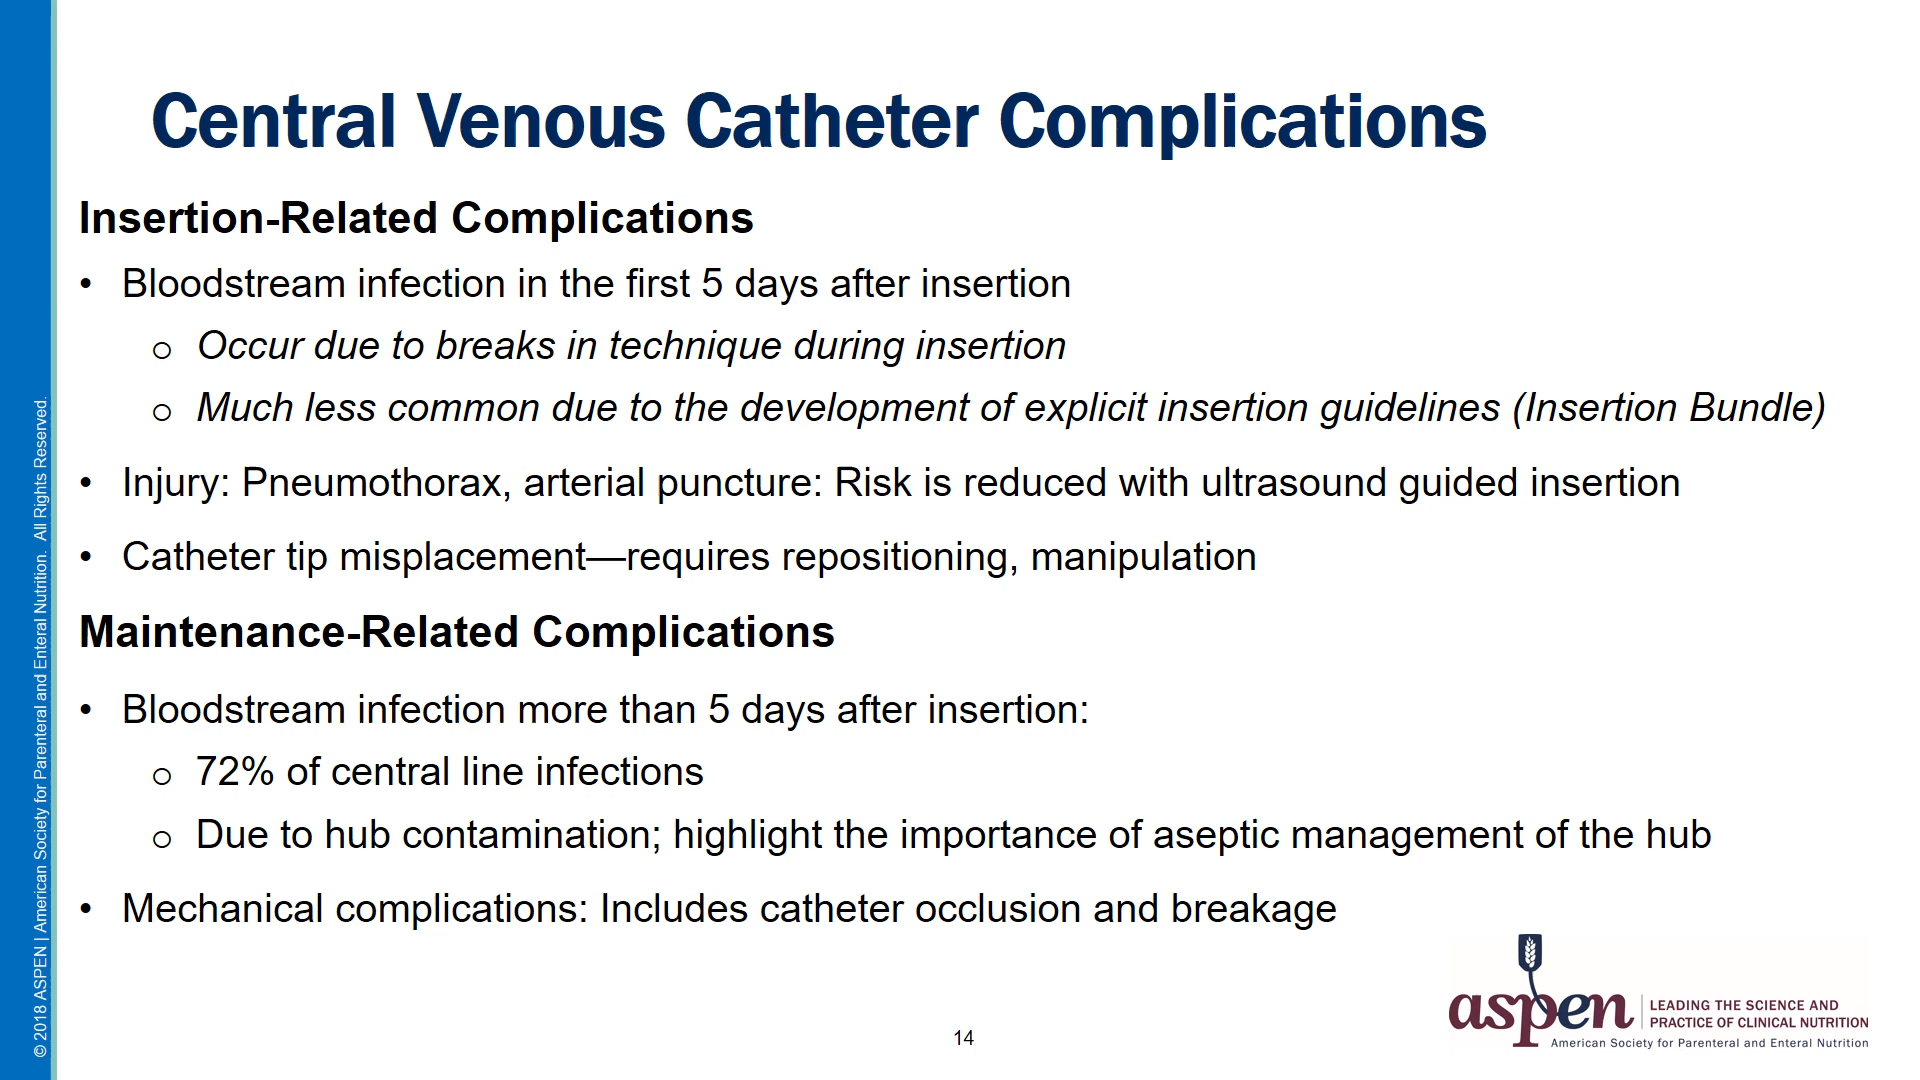 Central Venous Catheter Complications
Insertion-Related Complications
• Bloodstream infection in the first 5 days after insertion
o Occur due to breaks in technique during insertion
o Much less common due to the development of explicit insertion guidelines (Insertion Bundle)
• Injury: Pneumothorax, arterial puncture: Risk is reduced with ultrasound guided insertion
• Catheter tip misplacement—requires repositioning, manipulation
Maintenance-Related Complications
• Bloodstream infection more than 5 days after insertion:
o 72% of central line infections
o Due to hub contamination; highlight the importance of aseptic management of the hub
• Mechanical complications: Includes catheter occlusion and breakage
© 2018 ASPEN | American Society for Parenteral and Enteral Nutrition. All Rights Reserved.
14
aspen
LEADING THE SCIENCE AND
PRACTICE OF CLINICAL NUTRITION
American Society for Parenteral and Enteral Nutrition